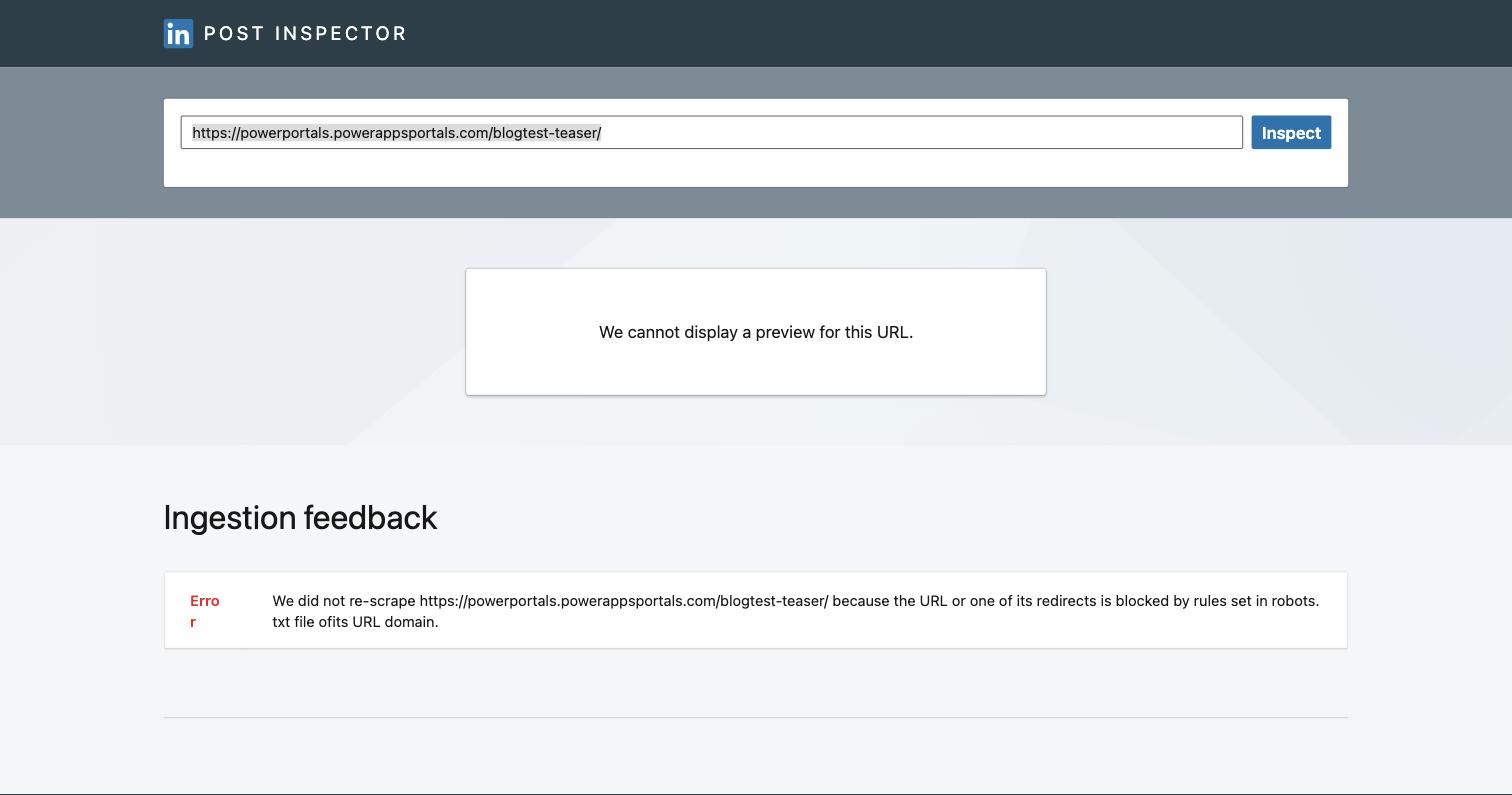 in POST INSPECTOR
https://powerportals.powerappsportals.com/blogtest-teaser/
Inspect
We cannot display a preview for this URL.
Ingestion feedback
Erro
r
We did not re-scrape https://powerportals.powerappsportals.com/blogtest-teaser/ because the URL or one of its redirects is blocked by rules set in robots.
txt file ofits URL domain.